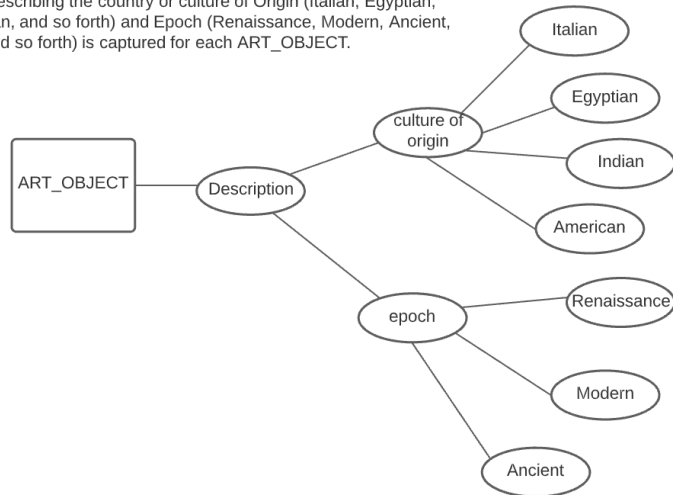 escribing the country or culture of Origin (Italian, Egyptian,
an, and so forth) and Epoch (Renaissance, Modern, Ancient,
d so forth) is captured for each ART_OBJECT.
Italian
Egyptian
culture of
origin
Indian
ART_OBJECT
Description
American
Renaissance
epoch
Modern
Ancient